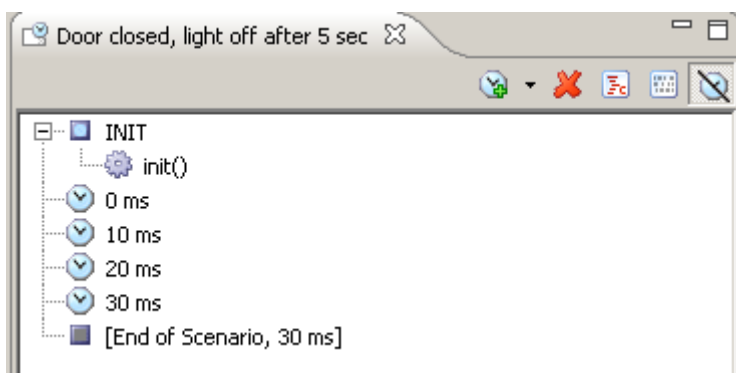 Door closed, light off after 5 sec
INIT
init()
0 ms
10 ms
20 ms
30 ms
[End of Scenario, 30 ms]